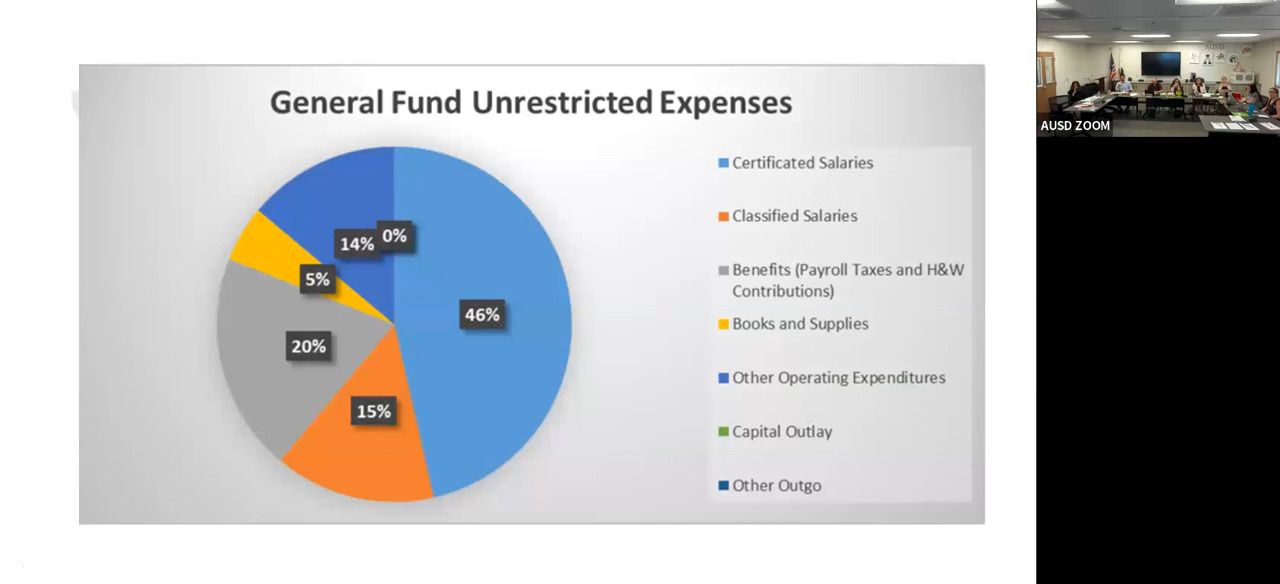 General Fund Unrestricted Expenses
14%
0%
5%
46%
20%
15%
Certificated Salaries
Classified Salaries
Benefits (Payroll Taxes and H&W
Contributions)
Books and Supplies
Other Operating Expenditures
Capital Outlay
Other Outgo
AUSD ZOOM